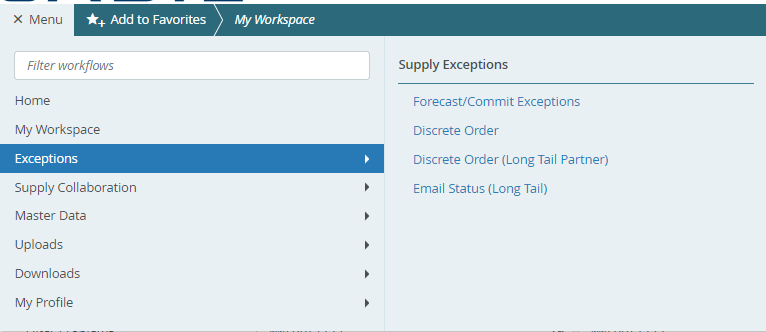 Menu
Add to Favorites
My Workspace
Filter workflows
Home
My Workspace
Exceptions
Supply Collaboration
Master Data
Uploads
Downloads
My Profile
Supply Exceptions
Forecast/Commit Exceptions
Discrete Order
Discrete Order (Long Tail Partner)
Email Status (Long Tail)